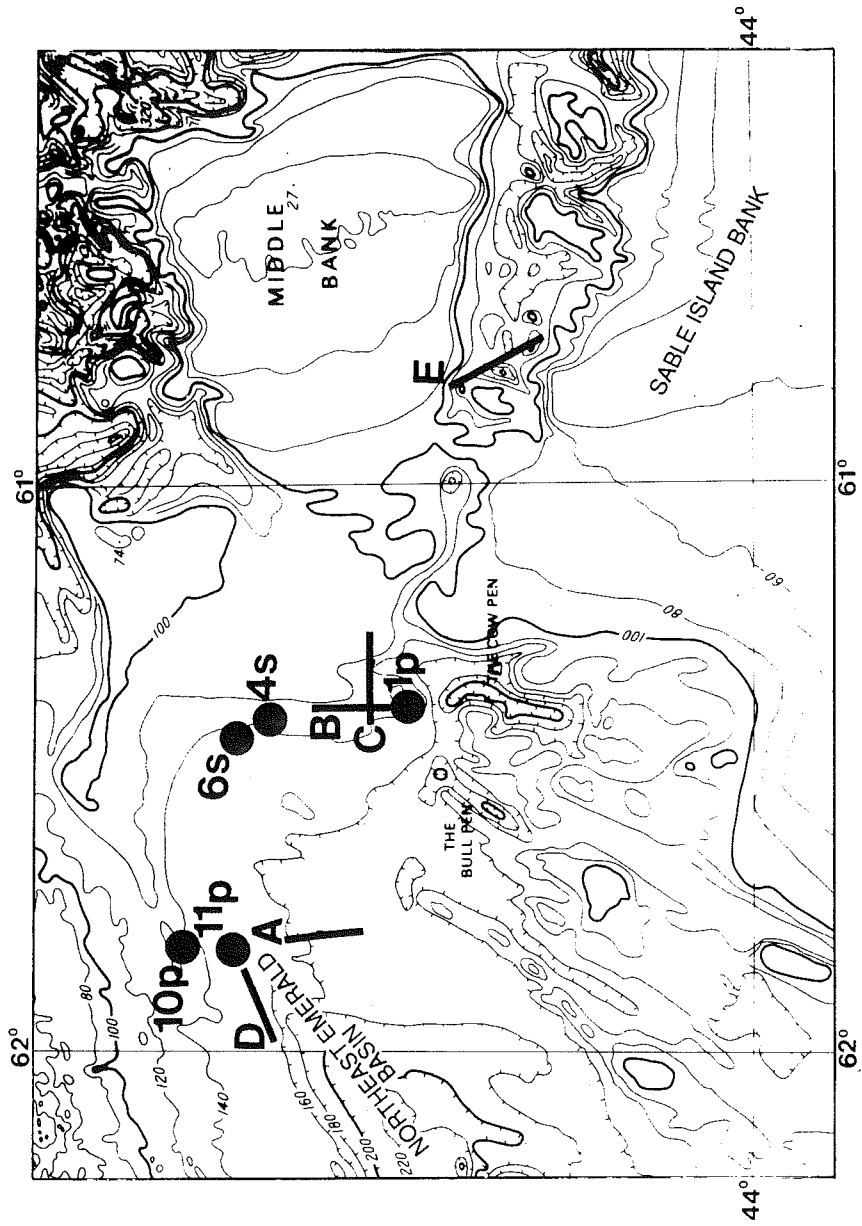 61°
62°
44°
44°
61°
62°
MIDDLE
27.
BANK
320
SABLE ISLAND BANK
E
74
100
60
80
100
THE COW PEN
4s
6s
B
C
1p
THE
BULL PEN
11p
10p
A
D
NORTHEAST EMERALD
BASIN
80
100
120
140
160
180
200
220